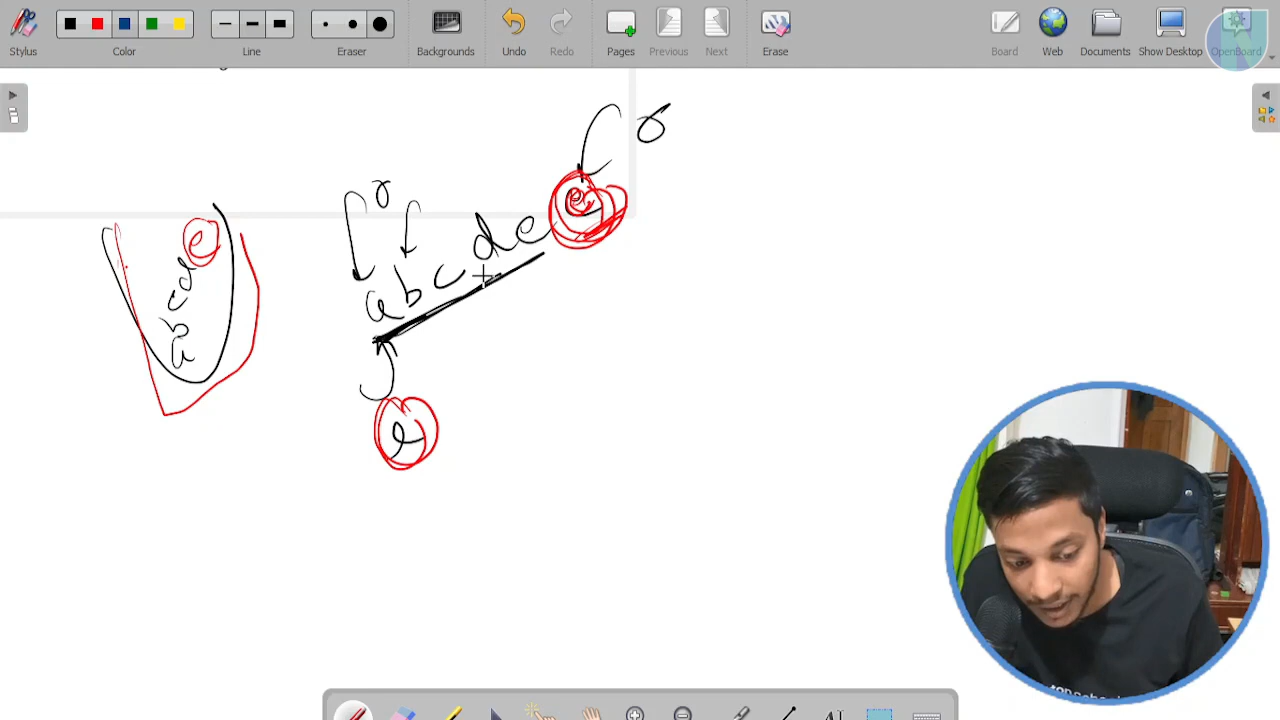 Stylus
Color
Line
Eraser
Backgrounds
Undo
Redo
Pages
Previous
Next
Erase
Board
Web
Documents
Show Desktop
OpenBoard
a b c d e e
r
a b c d e
e